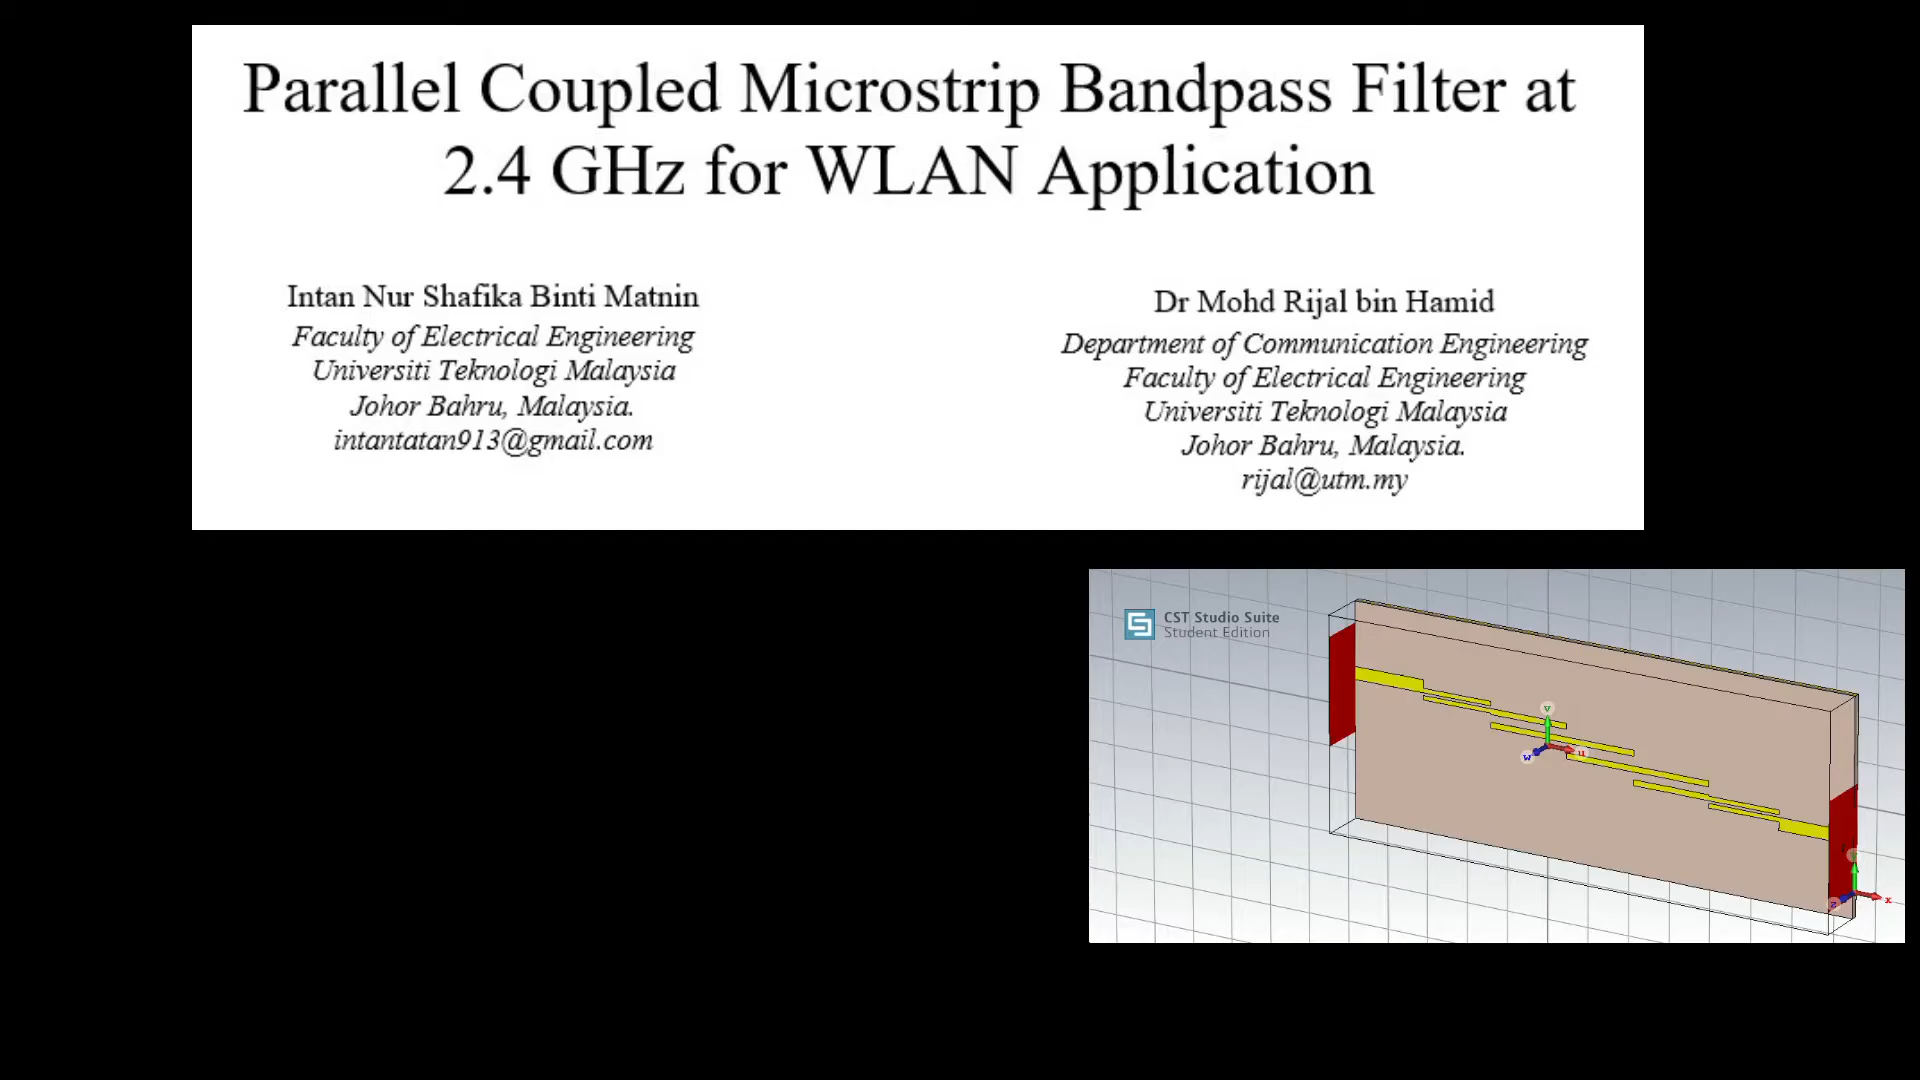 Parallel Coupled Microstrip Bandpass Filter at
2.4 GHz for WLAN Application
Intan Nur Shafika Binti Matnin
Faculty of Electrical Engineering
Universiti Teknologi Malaysia
Johor Bahru, Malaysia.
intantatan913@gmail.com
Dr Mohd Rijal bin Hamid
Department of Communication Engineering
Faculty of Electrical Engineering
Universiti Teknologi Malaysia
Johor Bahru, Malaysia.
rijal@utm.my
CST Studio Suite
Student Edition
v
w
u
z
x